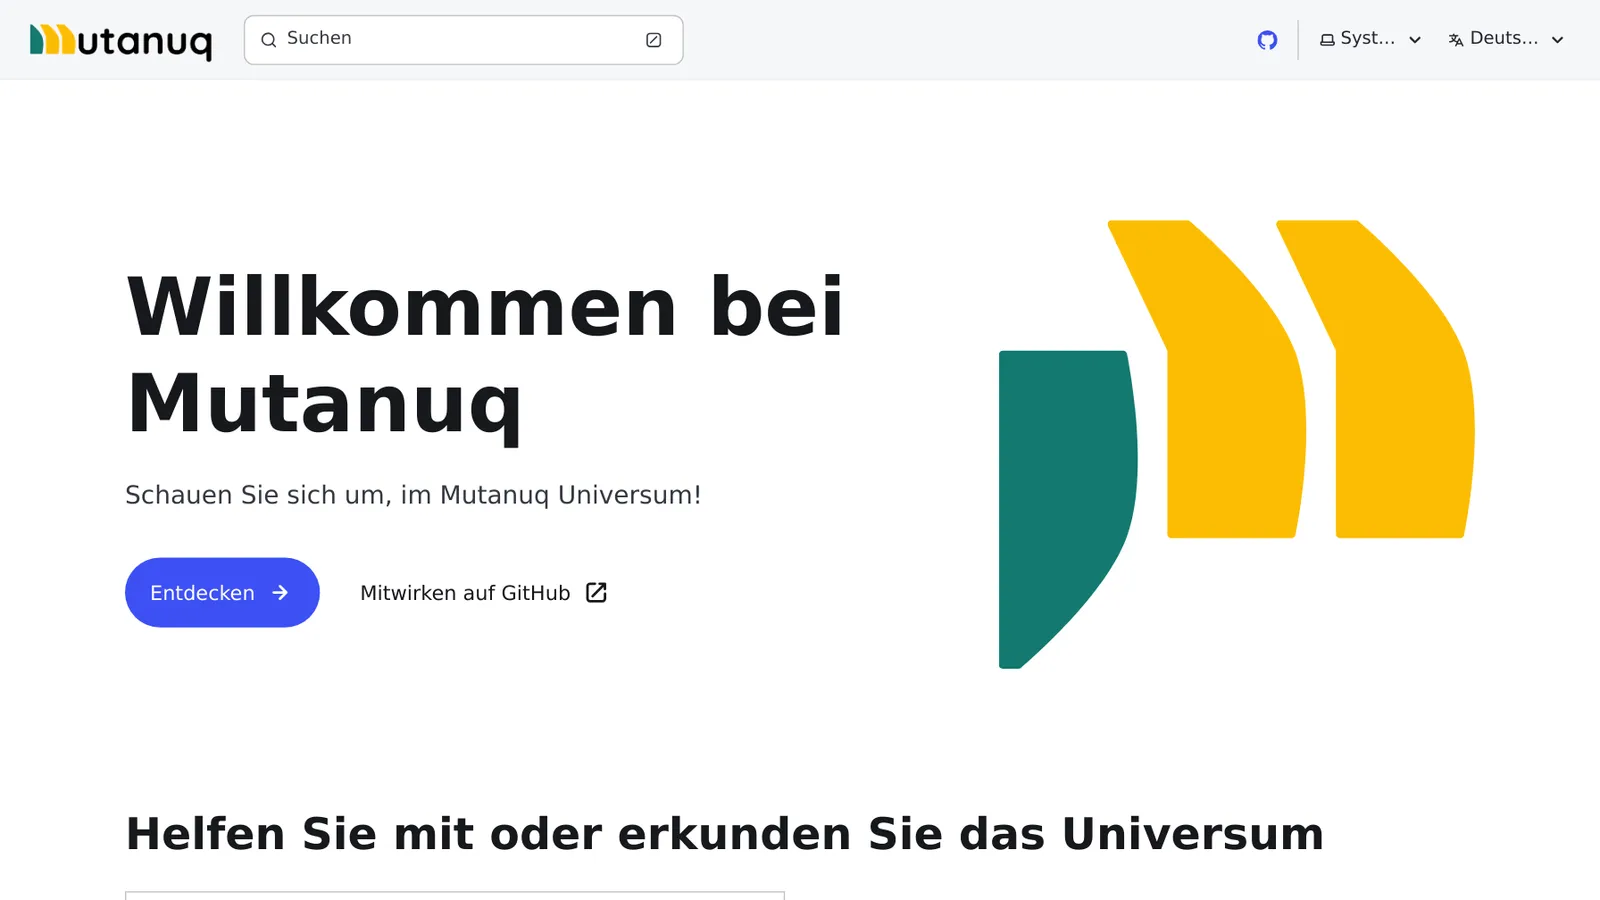 mutanuq
Suchen
Syst...
Deuts...
Willkommen bei
Mutanuq
Schauen Sie sich um, im Mutanuq Universum!
Entdecken
Mitwirken auf GitHub
Helfen Sie mit oder erkunden Sie das Universum